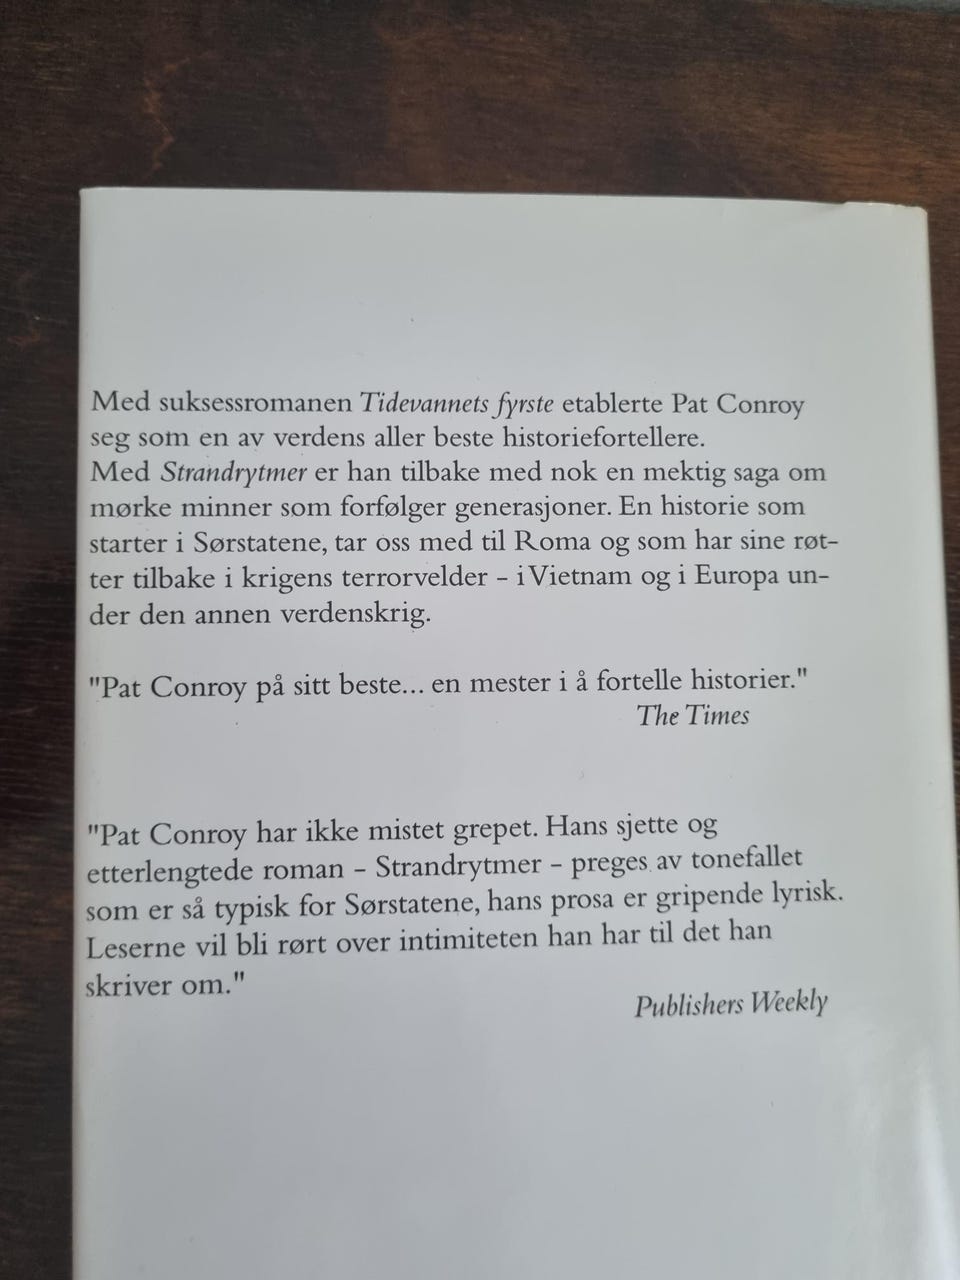 Med suksessromanen Tidevannets fyrste etablerte Pat Conroy
seg som en av verdens aller beste historiefortellere.
Med Strandrytmer er han tilbake med nok en mektig saga om
mørke minner som forfølger generasjoner. En historie som
starter i Sørstatene, tar oss med til Roma og som har sine røt-
ter tilbake i krigens terrorvelder – i Vietnam og i Europa un-
der den annen verdenskrig.
"Pat Conroy på sitt beste... en mester i å fortelle historier."
The Times
"Pat Conroy har ikke mistet grepet. Hans sjette og
etterlengtede roman – Strandrytmer – preges av tonefallet
som er så typisk for Sørstatene, hans prosa er gripende lyrisk.
Leserne vil bli rørt over intimiteten han har til det han
skriver om."
Publishers Weekly